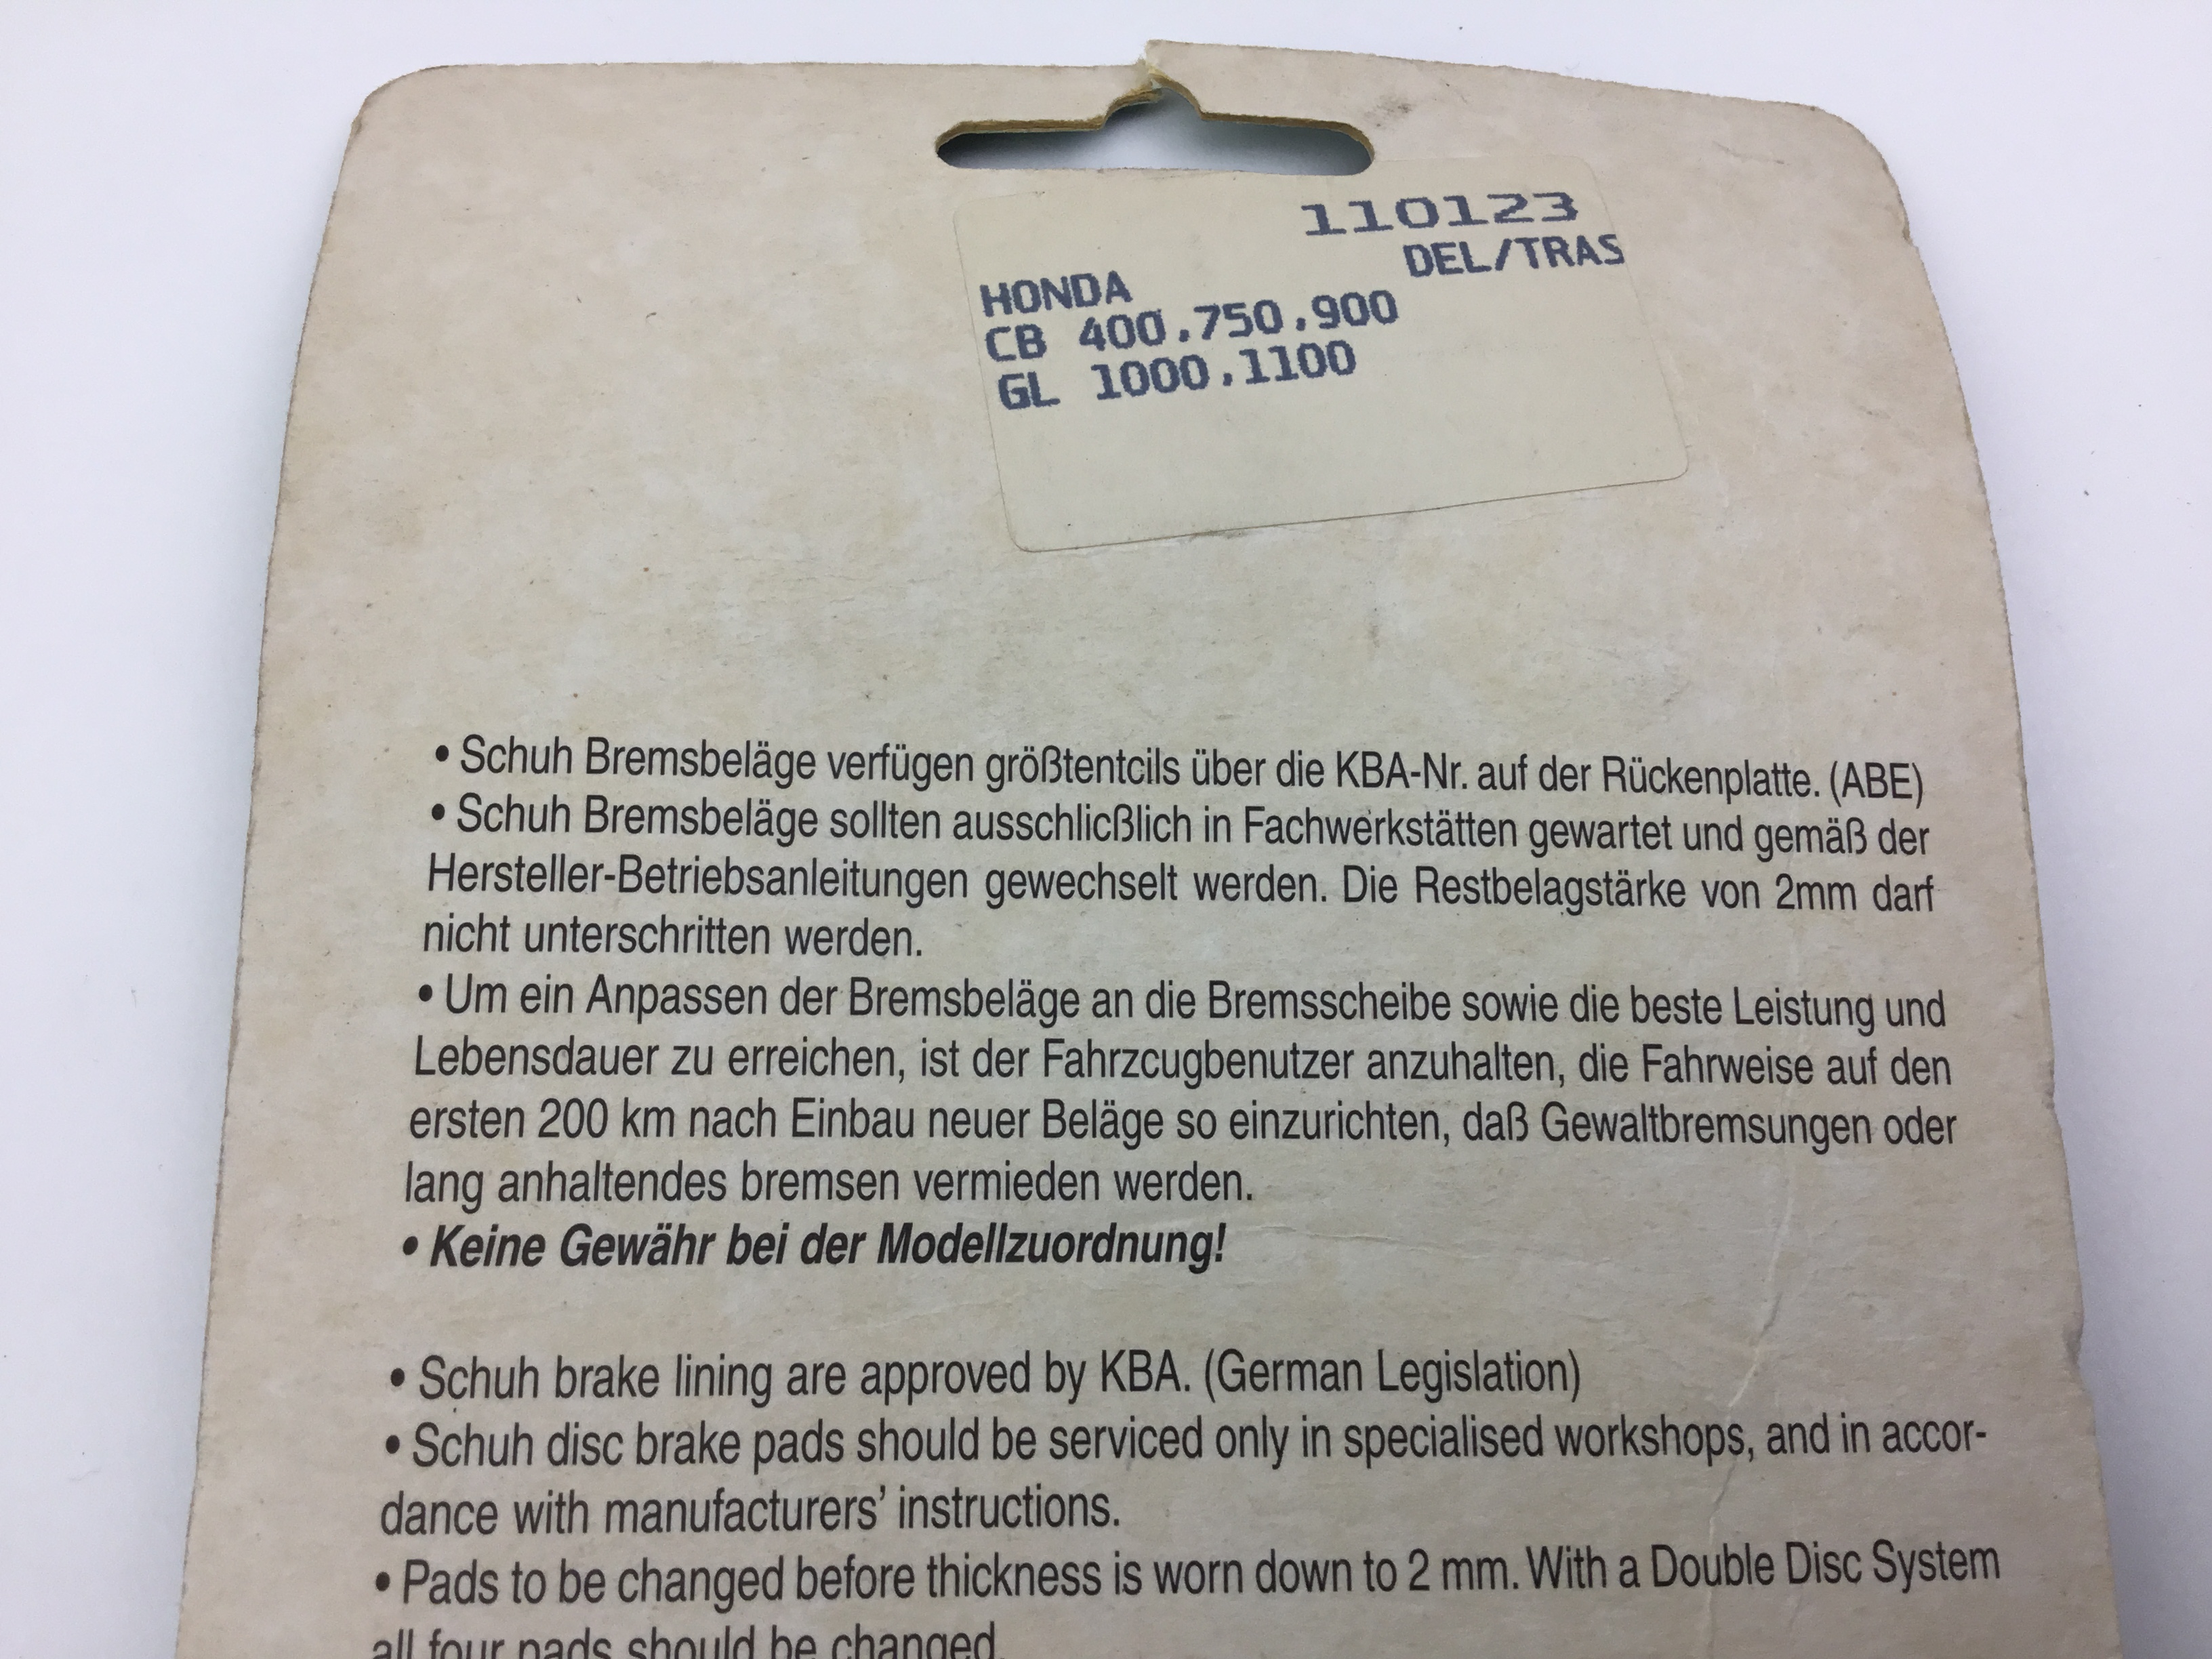 110123
DEL/TRAS
HONDA
CB 400.750.900
GL 1000.1100
• Schuh Bremsbeläge verfügen größtentcils über die KBA-Nr. auf der Rückenplatte. (ABE)
• Schuh Bremsbeläge sollten ausschlicßlich in Fachwerkstätten gewartet und gemäß der
Hersteller-Betriebsanleitungen gewechselt werden. Die Restbelagstärke von 2mm darf
nicht unterschritten werden.
• Um ein Anpassen der Bremsbeläge an die Bremsscheibe sowie die beste Leistung und
Lebensdauer zu erreichen, ist der Fahrzcugbenutzer anzuhalten, die Fahrweise auf den
ersten 200 km nach Einbau neuer Beläge so einzurichten, daß Gewaltbremsungen oder
lang anhaltendes bremsen vermieden werden.
• Keine Gewähr bei der Modellzuordnung!
• Schuh brake lining are approved by KBA. (German Legislation)
• Schuh disc brake pads should be serviced only in specialised workshops, and in accor-
dance with manufacturers' instructions.
• Pads to be changed before thickness is worn down to 2 mm. With a Double Disc System
all four pads should be changed.